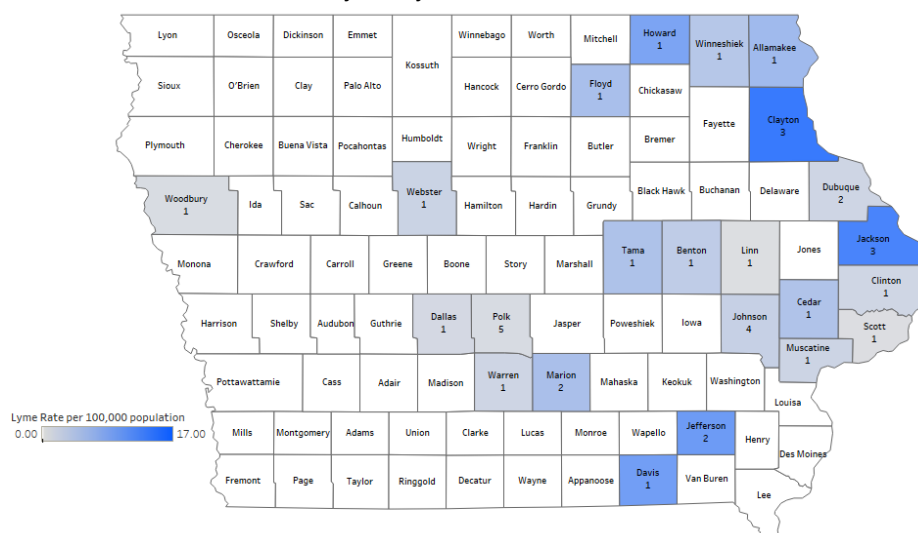 Lyon
Osceola
Dickinson
Emmet
Kossuth
Winnebago
Worth
Mitchell
Howard
1
Winneshiek
1
Allamakee
1
Sioux
O'Brien
Clay
Palo Alto
Hancock
Cerro Gordo
Floyd
1
Chickasaw
Fayette
Clayton
3
Plymouth
Cherokee
Buena Vista
Pocahontas
Humboldt
Wright
Franklin
Butler
Bremer
Woodbury
1
Ida
Sac
Calhoun
Webster
1
Hamilton
Hardin
Grundy
Black Hawk
Buchanan
Delaware
Dubuque
2
Monona
Crawford
Carroll
Greene
Boone
Story
Marshall
Tama
1
Benton
1
Linn
1
Jones
Jackson
3
Clinton
1
Harrison
Shelby
Audubon
Guthrie
Dallas
1
Polk
5
Jasper
Poweshiek
Iowa
Johnson
4
Cedar
1
Scott
1
Muscatine
1
Pottawattamie
Cass
Adair
Madison
Warren
1
Marion
2
Mahaska
Keokuk
Washington
Louisa
Lyme Rate per 100,000 population
0.00 17.00
Mills
Montgomery
Adams
Union
Clarke
Lucas
Monroe
Wapello
Jefferson
2
Henry
Des Moines
Fremont
Page
Taylor
Ringgold
Decatur
Wayne
Appanoose
Davis
1
Van Buren
Lee